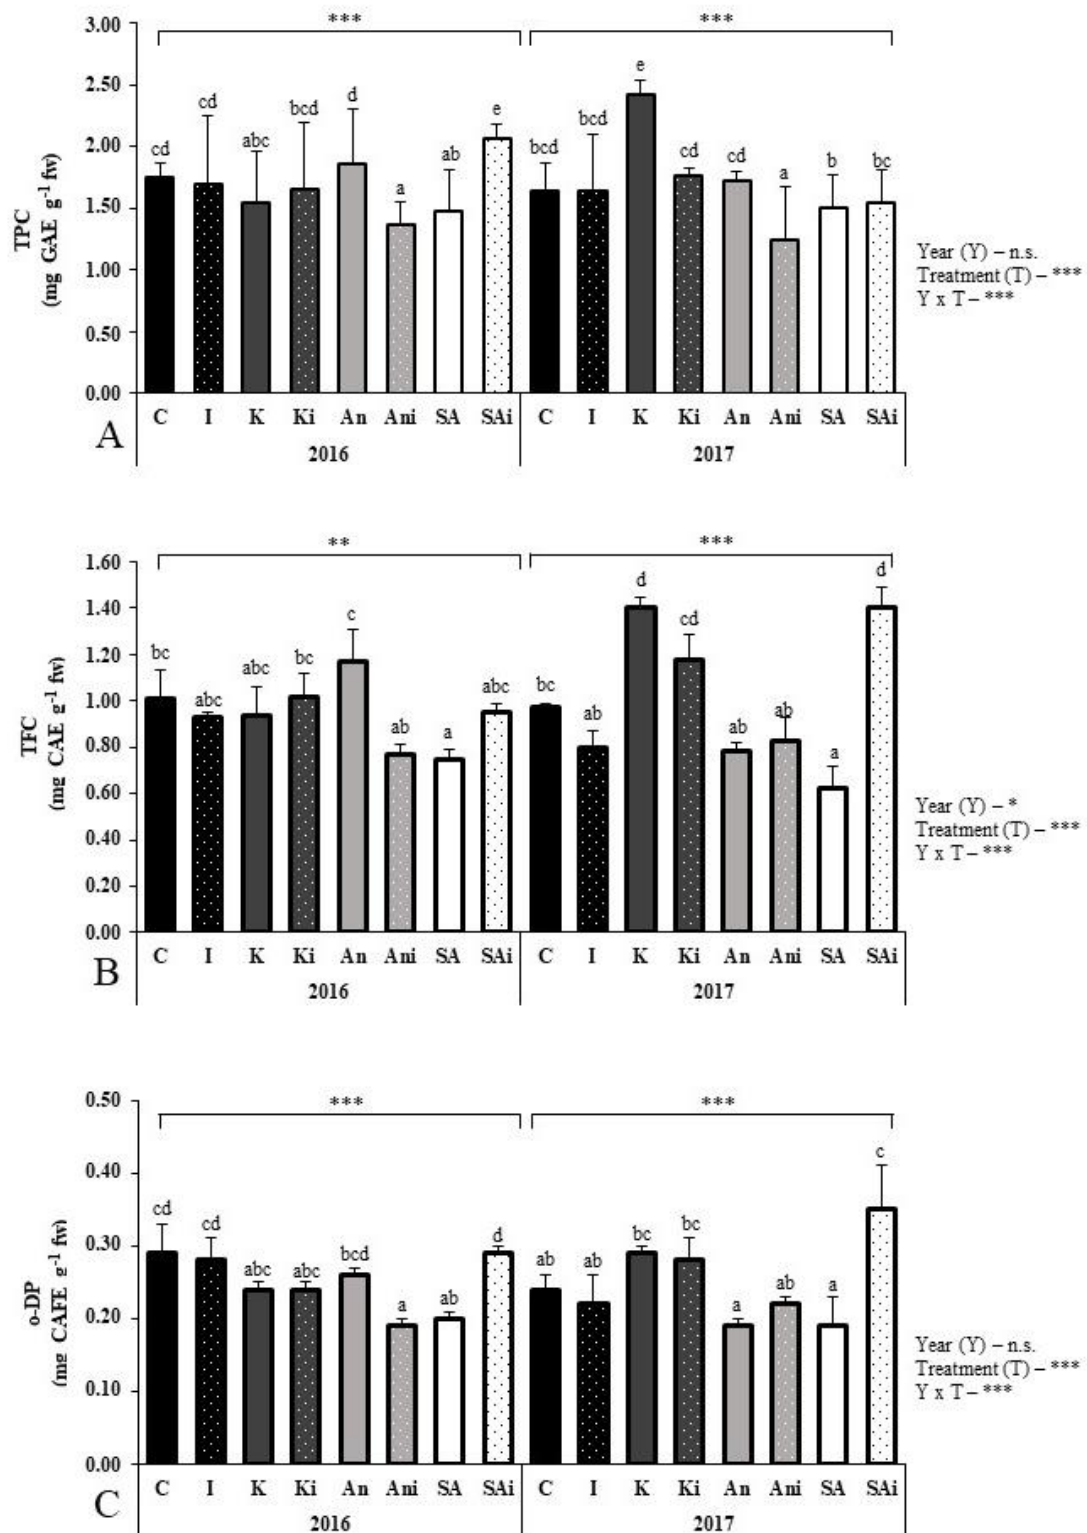 ***
***
3.00
2.50
2.00
1.50
1.00
0.50
0.00
TPC
(mg GAE g-1 fw)
cd
cd
abc
bcd
d
a
ab
e
bcd
bcd
e
cd
cd
a
b
bc
C I K Ki An Ani SA SAi C I K Ki An Ani SA SAi
2016 2017
A
Year (Y) – n.s.
Treatment (T) – ***
Y x T – ***
**
***
1.60
1.40
1.20
1.00
0.80
0.60
0.40
0.20
0.00
TFC
(mg CAE g-1 fw)
bc
abc
abc
bc
c
ab
a
abc
bc
ab
d
cd
ab
ab
a
d
C I K Ki An Ani SA SAi C I K Ki An Ani SA SAi
2016 2017
B
Year (Y) – *
Treatment (T) – ***
Y x T – ***
***
***
0.50
0.40
0.30
0.20
0.10
0.00
o-DP
(mg CAFE g-1 fw)
cd
cd
abc
abc
bcd
a
ab
d
ab
ab
bc
bc
a
ab
a
c
C I K Ki An Ani SA SAi C I K Ki An Ani SA SAi
2016 2017
C
Year (Y) – n.s.
Treatment (T) – ***
Y x T – ***